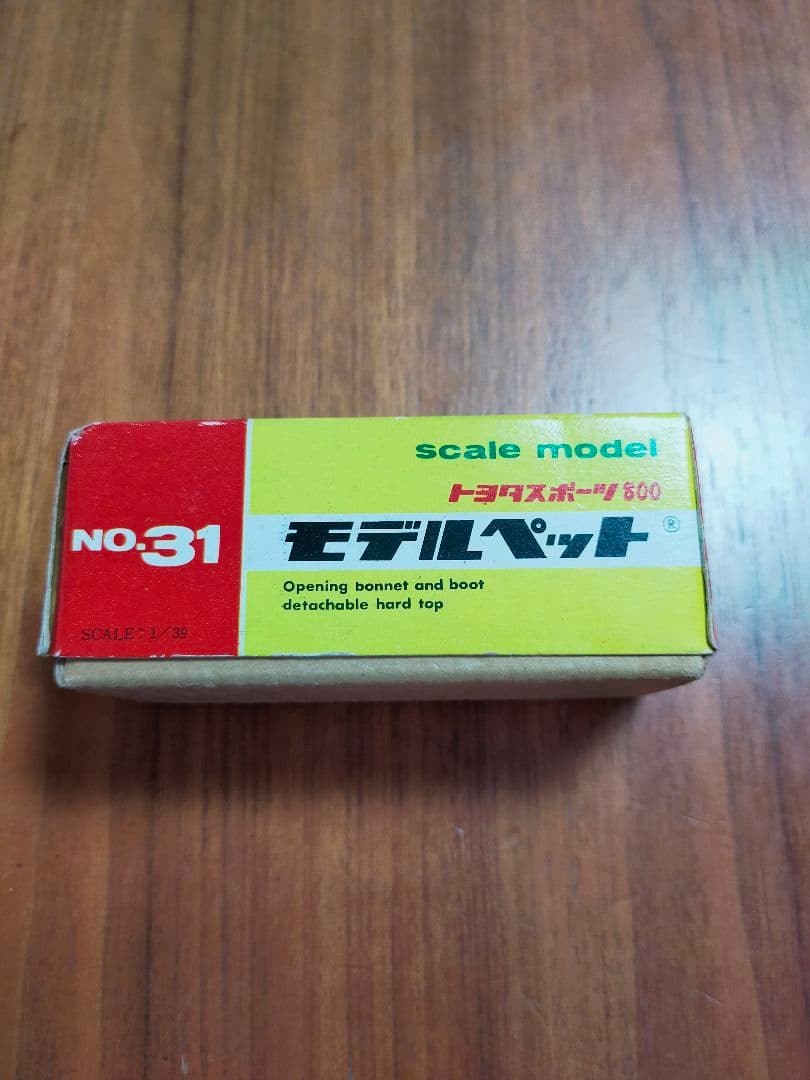 scale model
トヨタスポーツ800
NO.31
モデルペット®
Opening bonnet and boot
detachable hard top
SCALE: 1/39